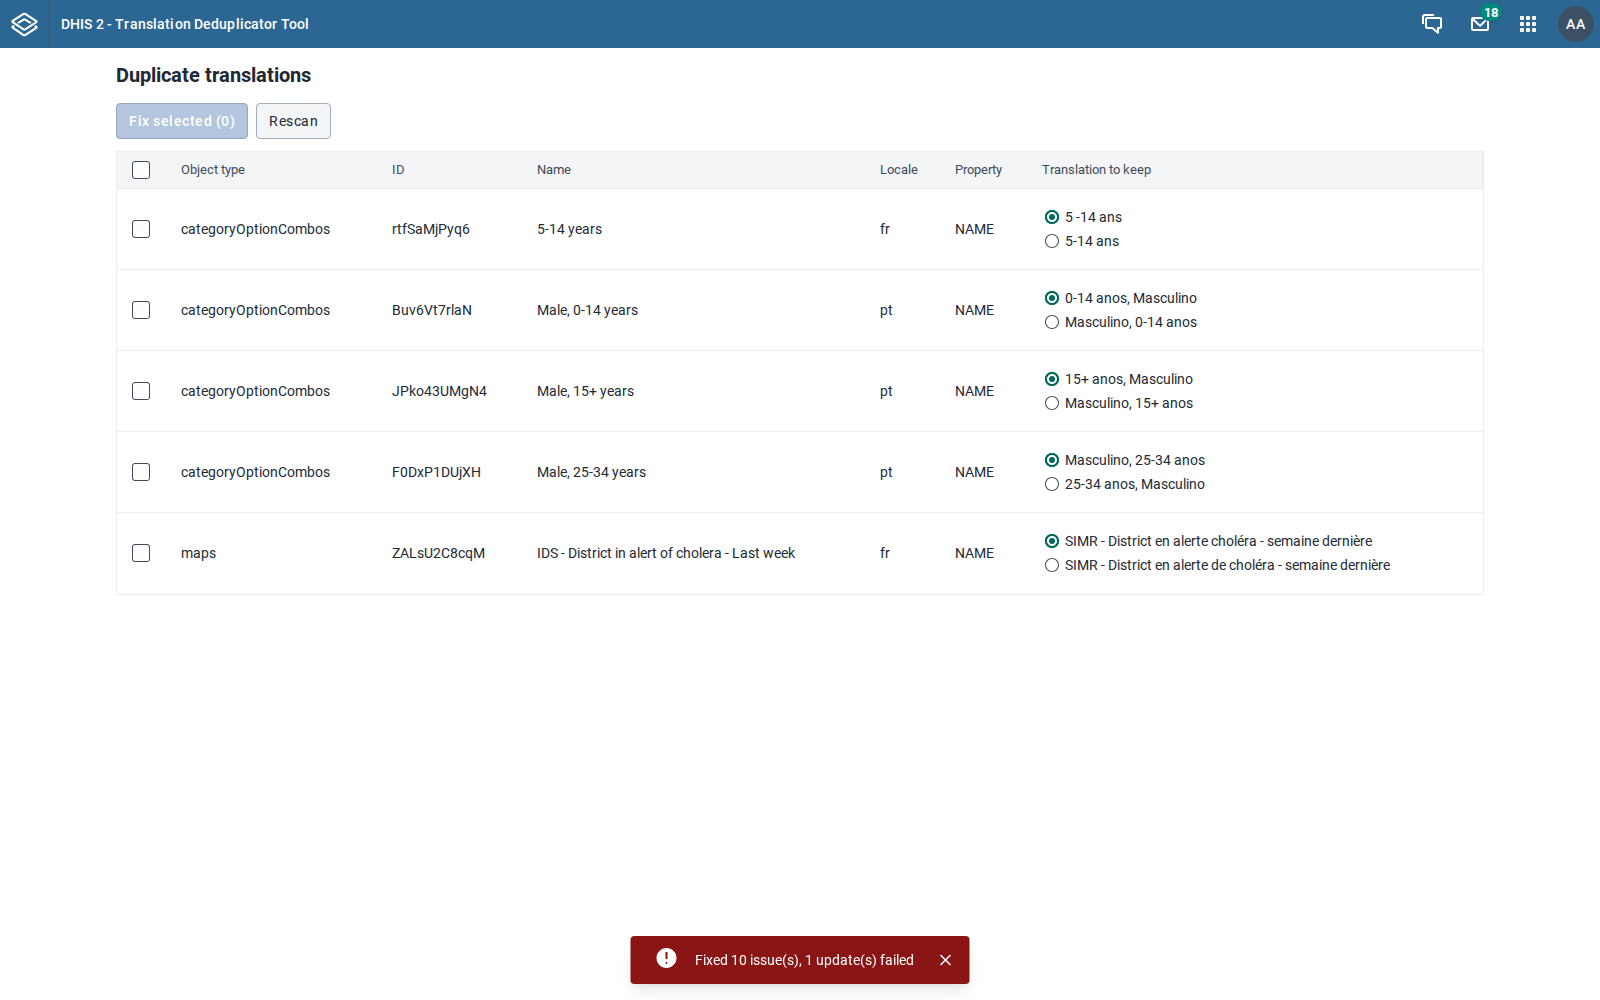 DHIS 2 - Translation Deduplicator Tool
18
AA
Duplicate translations
Fix selected (0)
Rescan
Object type ID Name Locale Property Translation to keep
categoryOptionCombos rtfSaMjPyq6 5-14 years fr NAME
5 -14 ans
5-14 ans
categoryOptionCombos Buv6Vt7rlaN Male, 0-14 years pt NAME
0-14 anos, Masculino
Masculino, 0-14 anos
categoryOptionCombos JPko43UMgN4 Male, 15+ years pt NAME
15+ anos, Masculino
Masculino, 15+ anos
categoryOptionCombos F0DxP1DUjXH Male, 25-34 years pt NAME
Masculino, 25-34 anos
25-34 anos, Masculino
maps ZALsU2C8cqM IDS - District in alert of cholera - Last week fr NAME
SIMR - District en alerte choléra - semaine dernière
SIMR - District en alerte de choléra - semaine dernière
Fixed 10 issue(s), 1 update(s) failed